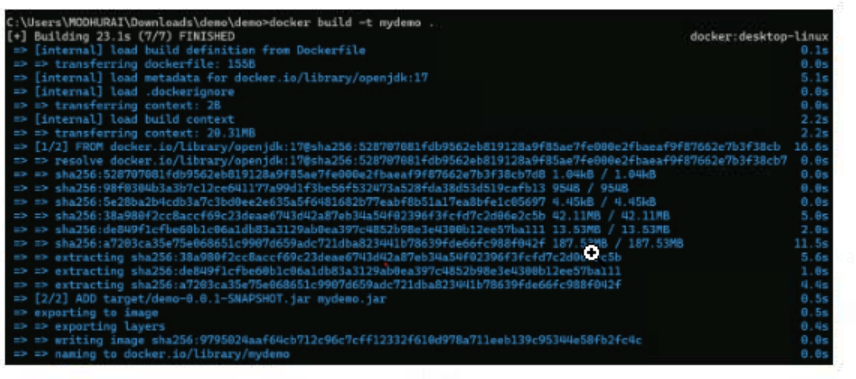 C:\Users\MODHURAI\Downloads\demo\demo>docker build -t mydemo .
[+] Building 23.1s (7/7) FINISHED docker:desktop-linux
=> [internal] load build definition from Dockerfile 0.1s
=> => transferring dockerfile: 155B 0.0s
=> [internal] load metadata for docker.io/library/openjdk:17 5.1s
=> [internal] load .dockerignore 0.0s
=> => transferring context: 2B 0.0s
=> [internal] load build context 2.2s
=> => transferring context: 20.31MB 2.2s
=> [1/2] FROM docker.io/library/openjdk:17@sha256:528707081fdb9562eb819128a9f85ae7fe000e2fbaeaf9f87662e7b3f38cb 16.6s
=> => resolve docker.io/library/openjdk:17@sha256:528707081fdb9562eb819128a9f85ae7fe000e2fbaeaf9f87662e7b3f38cb7 0.0s
=> => sha256:528707081fdb9562eb819128a9f85ae7fe000e2fbaeaf9f87662e7b3f38cb7d8 1.04kB / 1.04kB 0.0s
=> => sha256:98f0304b3a3b7c12ce641177a99d1f3be56f532473a528fda38d53d519cafb13 954B / 954B 0.0s
=> => sha256:5e28ba2b4cdb3a7c3bd0ee2e635a5f6481682b77eabf8b51a17ea8bfe1c05697 4.45kB / 4.45kB 0.0s
=> => sha256:38a980f2cc8accf69c23deae6743d42a87eb34a54f02396f3fcfd7c2d06e2c5b 42.11MB / 42.11MB 5.0s
=> => sha256:de849f1cfbe60b1c06a1db83a3129ab0ea397c4852b98e3e4300b12ee57ba111 13.53MB / 13.53MB 2.0s
=> => sha256:a7203ca35e75e068651c9907d659adc721dba823441b78639fde66fc988f042f 187.53MB / 187.53MB 11.5s
=> => extracting sha256:38a980f2cc8accf69c23deae6743d42a87eb34a54f02396f3fcfd7c2d06 c5b 5.6s
=> => extracting sha256:de849f1cfbe60b1c06a1db83a3129ab0ea397c4852b98e3e4300b12ee57ba111 1.0s
=> => extracting sha256:a7203ca35e75e068651c9907d659adc721dba823441b78639fde66fc988f042f 4.4s
=> [2/2] ADD target/demo-0.0.1-SNAPSHOT.jar mydemo.jar 0.5s
=> exporting to image 0.5s
=> => exporting layers 0.4s
=> => writing image sha256:9795024aaf64cb712c96c7cff12332f610d978a711eeb139c95344e58fb2fc4c 0.0s
=> => naming to docker.io/library/mydemo 0.0s